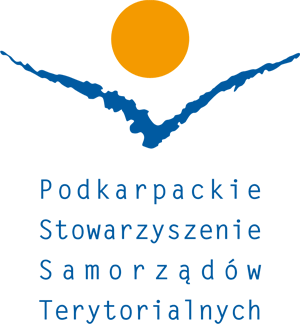 Podkarpackie
Stowarzyszenie
Samorządów
Terytorialnych